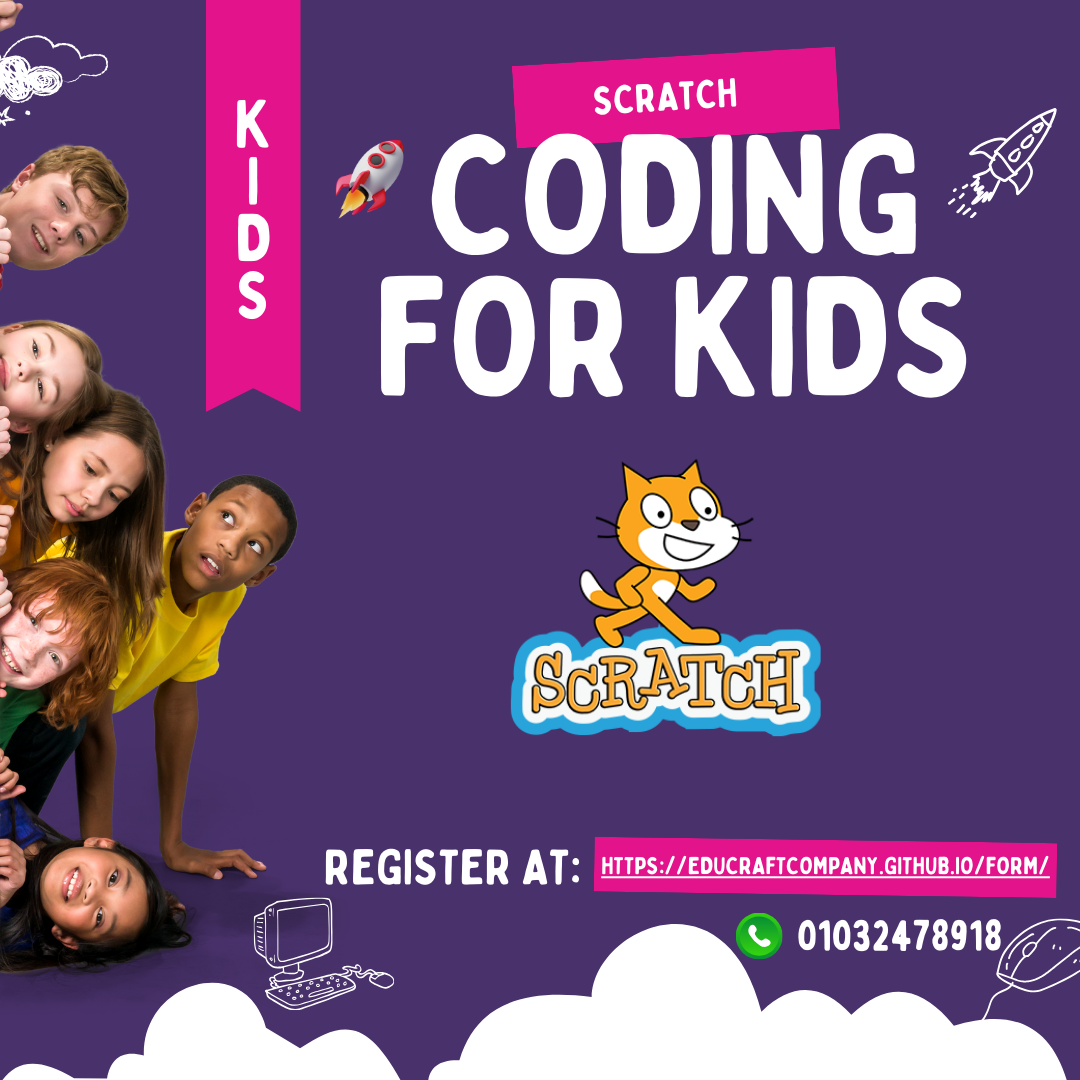 KIDS
SCRATCH
CODING
FOR KIDS
SCRATCH
REGISTER AT:
HTTPS://EDUCRAFTCOMPANY.GITHUB.IO/FORM/
01032478918